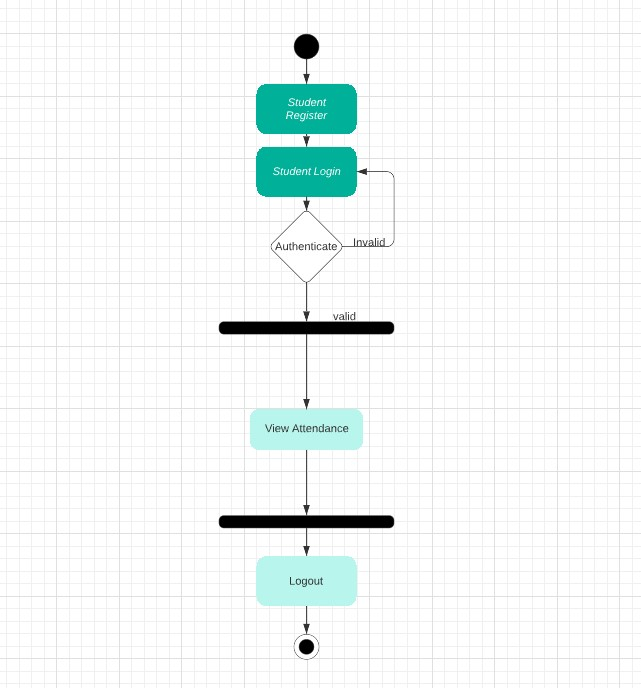 Student
Register
Student Login
Authenticate
Invalid
valid
View Attendance
Logout